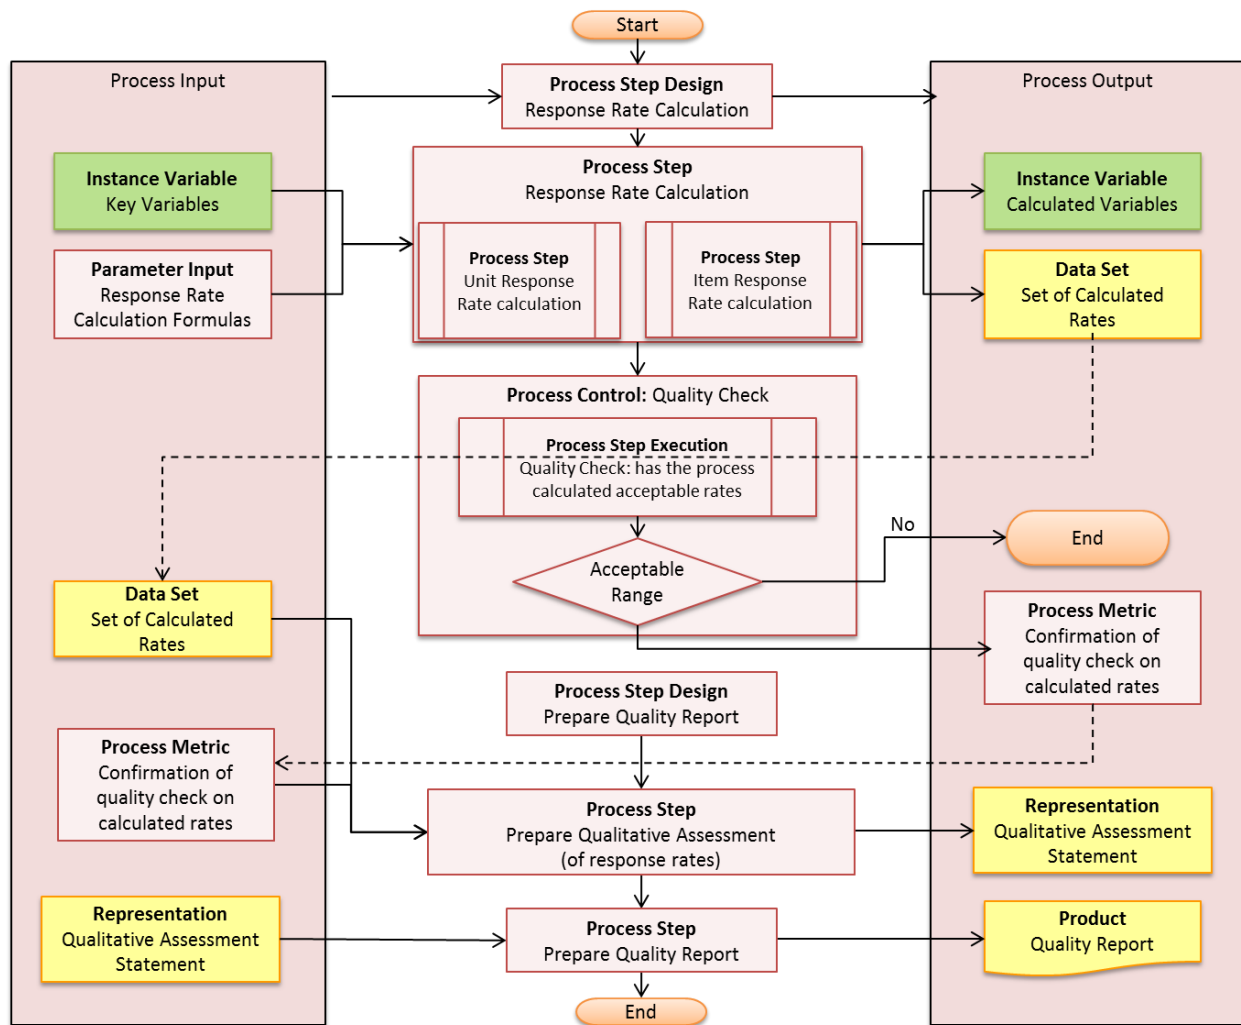 Start
Process Input
Process Step Design
Response Rate Calculation
Process Output
Instance Variable
Key Variables
Process Step
Response Rate Calculation
Instance Variable
Calculated Variables
Parameter Input
Response Rate
Calculation Formulas
Process Step
Unit Response
Rate calculation
Process Step
Item Response
Rate calculation
Data Set
Set of Calculated
Rates
Process Control: Quality Check
Process Step Execution
Quality Check: has the process
calculated acceptable rates
No
End
Acceptable
Range
Data Set
Set of Calculated
Rates
Process Metric
Confirmation of
quality check on
calculated rates
Process Step Design
Prepare Quality Report
Process Metric
Confirmation of
quality check on
calculated rates
Process Step
Prepare Qualitative Assessment
(of response rates)
Representation
Qualitative Assessment
Statement
Representation
Qualitative Assessment
Statement
Process Step
Prepare Quality Report
Product
Quality Report
End